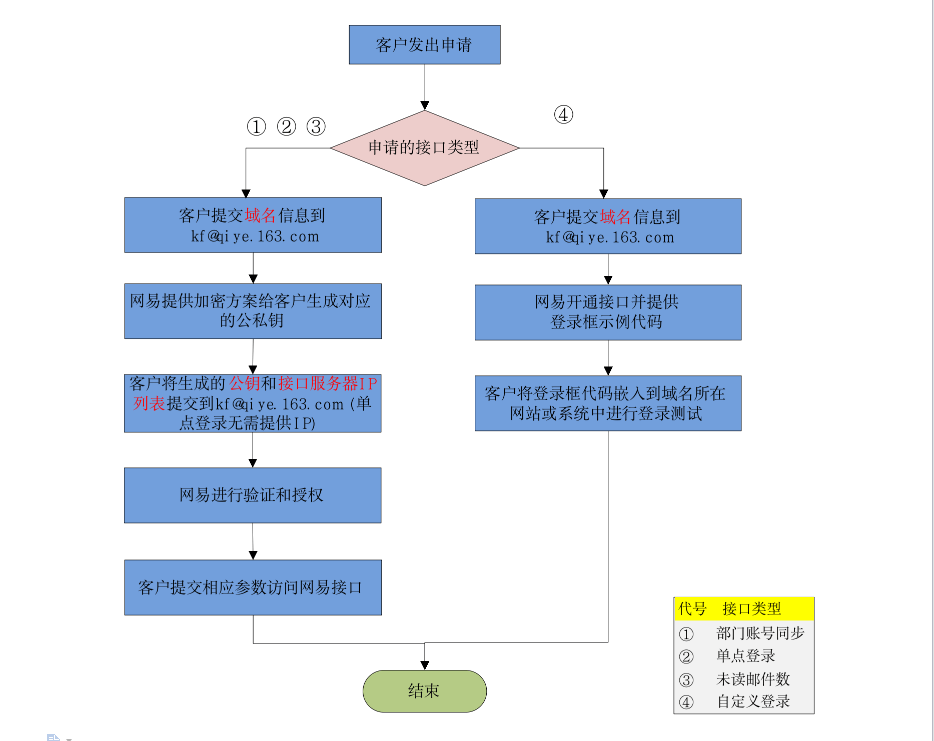 客户发出申请
① ② ③
④
申请的接口类型
客户提交域名信息到
kf@qiye.163.com
网易提供加密方案给客户生成对应
的公私钥
客户将生成的公钥和接口服务器IP
列表提交到kf@qiye.163.com(单
点登录无需提供IP)
网易进行验证和授权
客户提交相应参数访问网易接口
客户提交域名信息到
kf@qiye.163.com
网易开通接口并提供
登录框示例代码
客户将登录框代码嵌入到域名所在
网站或系统中进行登录测试
结束
代号 接口类型
① 部门账号同步
② 单点登录
③ 未读邮件数
④ 自定义登录